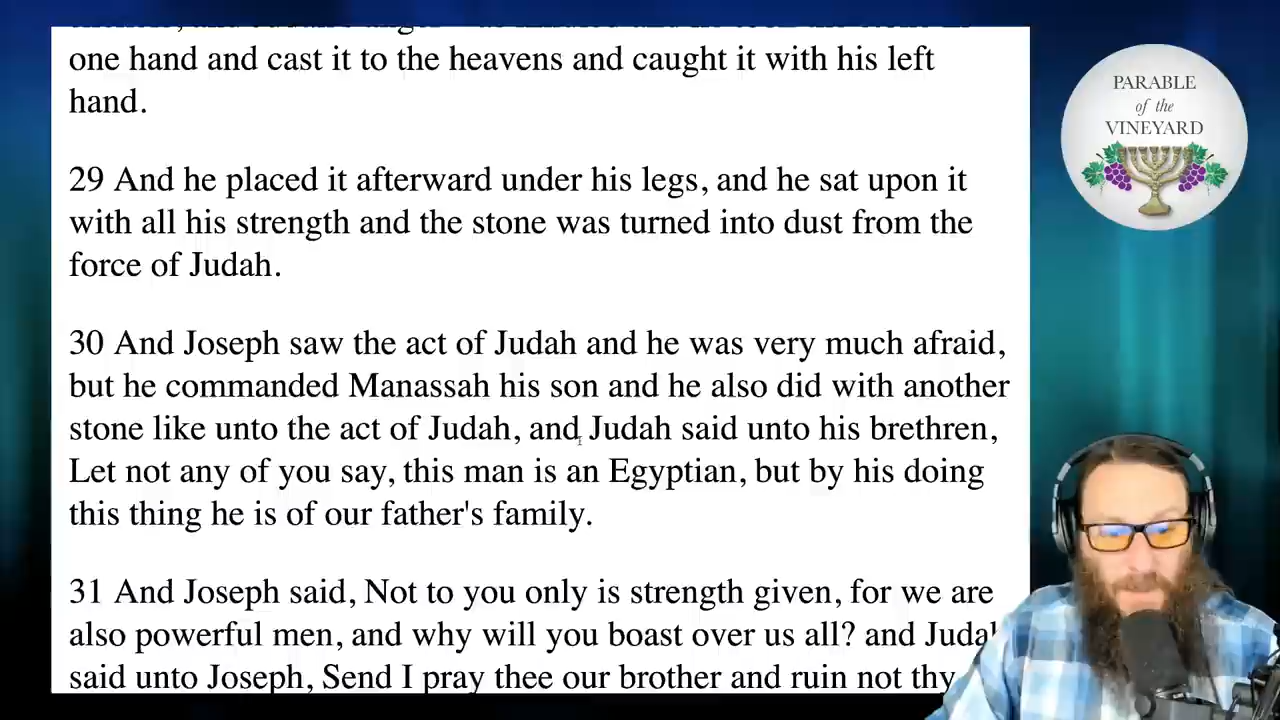 one hand and cast it to the heavens and caught it with his left
hand.
29 And he placed it afterward under his legs, and he sat upon it
with all his strength and the stone was turned into dust from the
force of Judah.
30 And Joseph saw the act of Judah and he was very much afraid,
but he commanded Manassah his son and he also did with another
stone like unto the act of Judah, and Judah said unto his brethren,
Let not any of you say, this man is an Egyptian, but by his doing
this thing he is of our father's family.
31 And Joseph said, Not to you only is strength given, for we are
also powerful men, and why will you boast over us all? and Judah
said unto Joseph, Send I pray thee our brother and ruin not thy
PARABLE
of the
VINEYARD